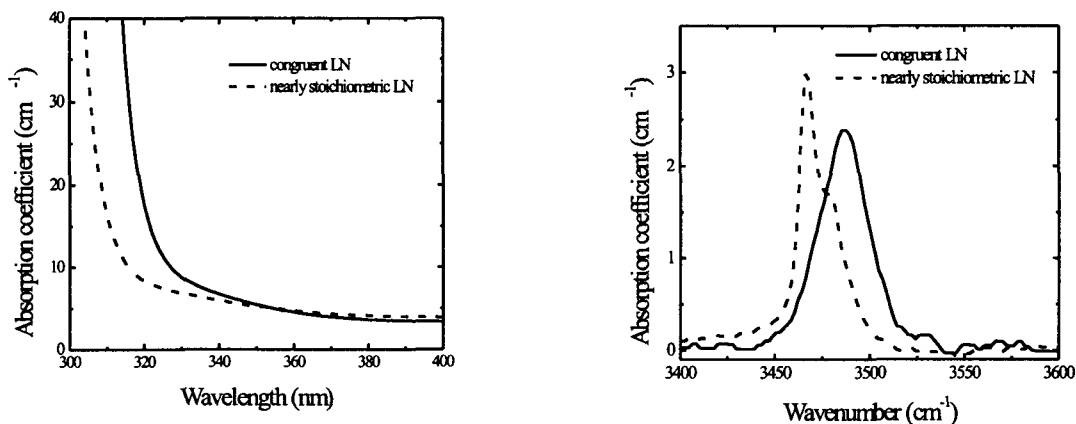 40
30
20
10
0
300 320 340 360 380 400
Absorption coefficient (cm⁻¹)
Wavelength (nm)
congruent LN
nearly stoichiometric LN
3
2
1
0
3400 3450 3500 3550 3600
Absorption coefficient (cm⁻¹)
Wavenumber (cm⁻¹)
congruent LN
nearly stoichiometric LN